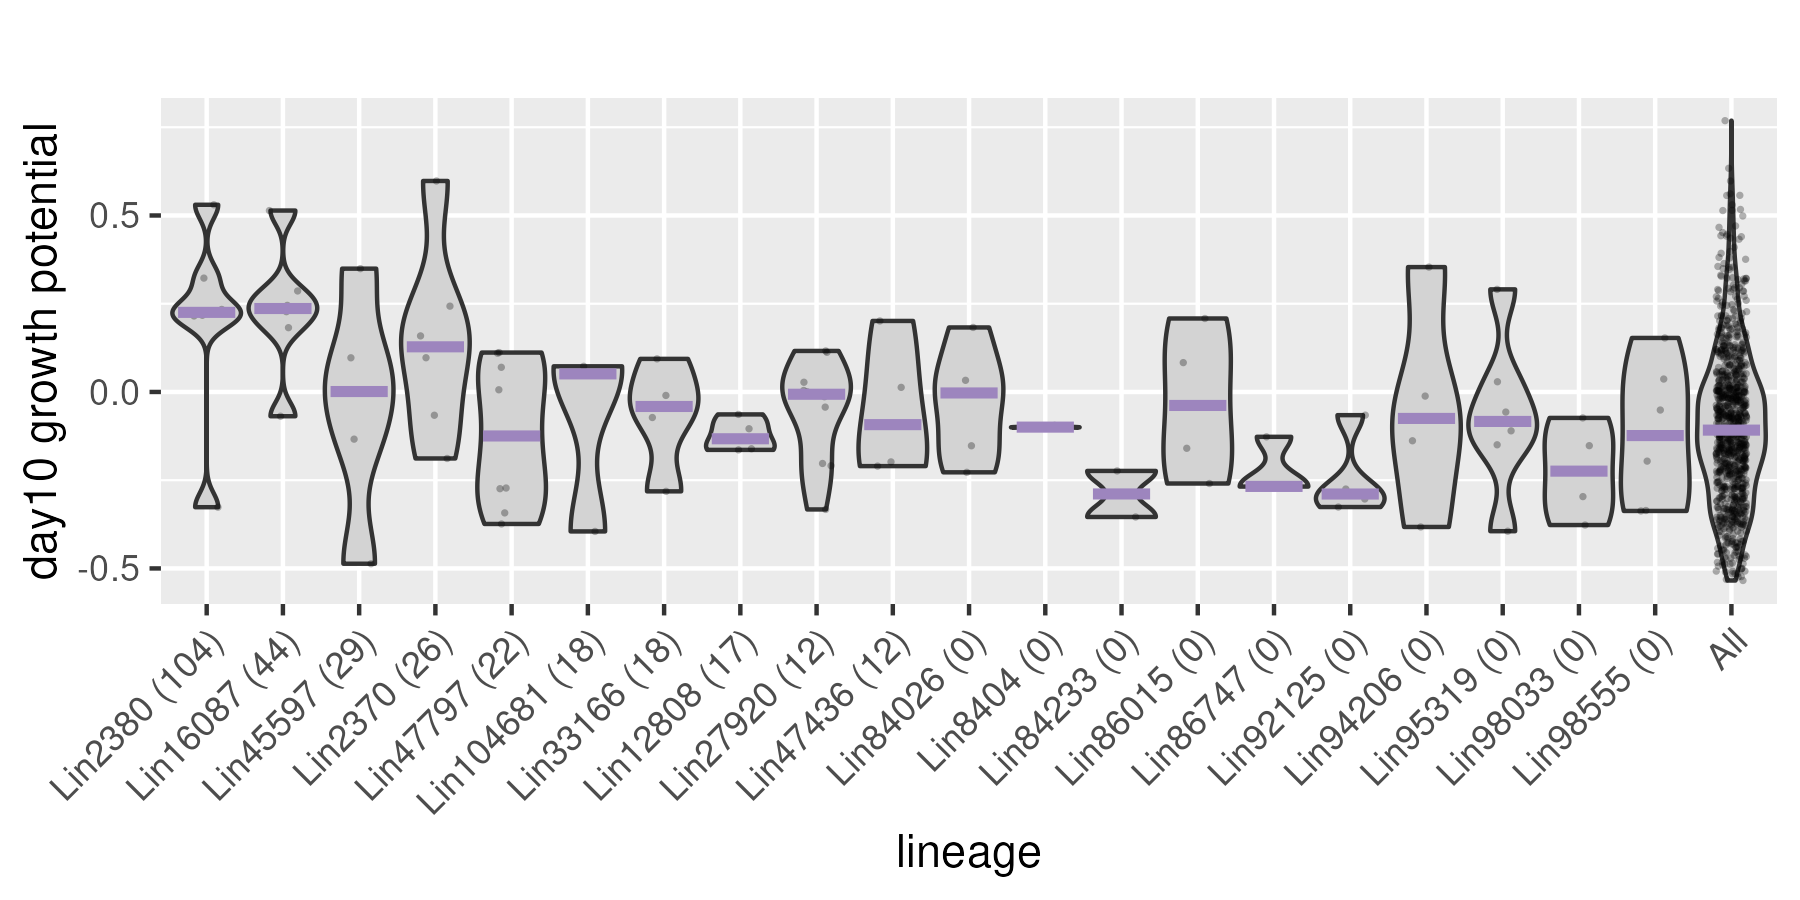 day10 growth potential
0.5
0.0
-0.5
Lin2380 (104)
Lin16087 (44)
Lin45597 (29)
Lin2370 (26)
Lin47797 (22)
Lin104681 (18)
Lin33166 (18)
Lin12808 (17)
Lin27920 (12)
Lin47436 (12)
Lin84026 (0)
Lin8404 (0)
Lin84233 (0)
Lin86015 (0)
Lin86747 (0)
Lin92125 (0)
Lin94206 (0)
Lin95319 (0)
Lin98033 (0)
Lin98555 (0)
All
lineage